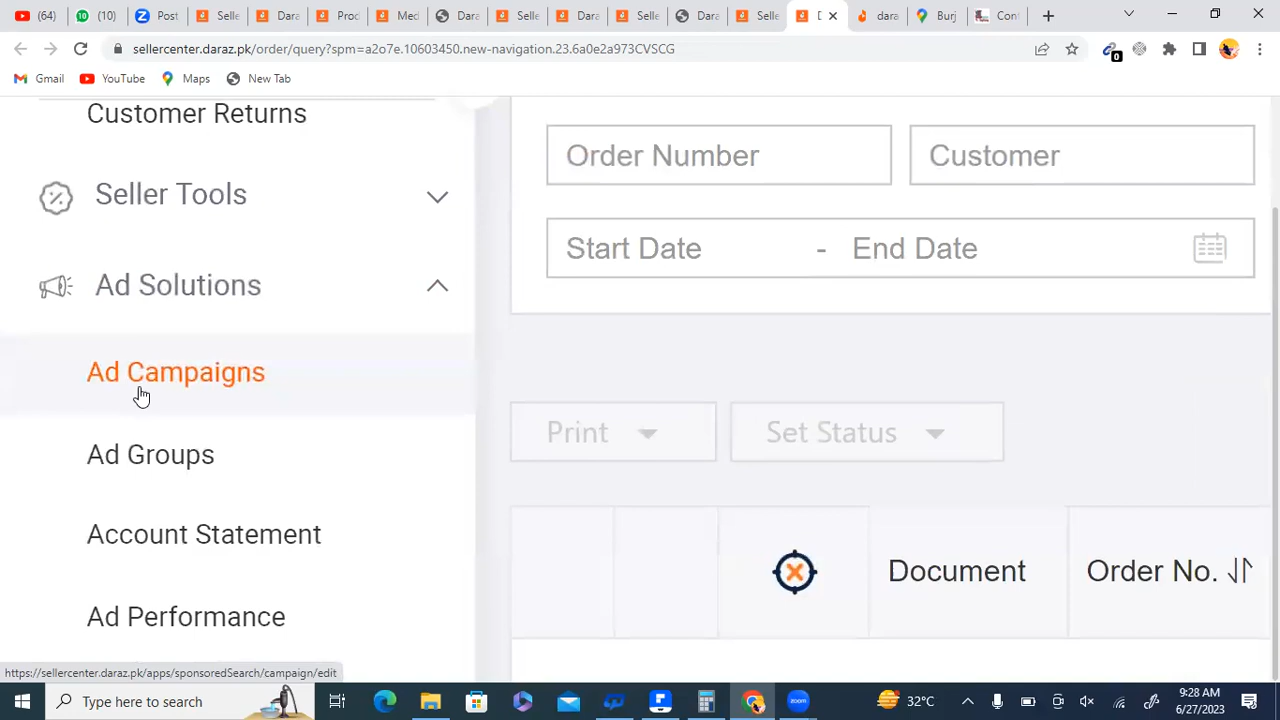 (64)
(10)
Post
Selle
Dara
Prod
Med
Dara
Selle
Dara
Selle
Dara
Selle
D
dara
Burj
Cont
sellercenter.daraz.pk/order/query?spm=a2o7e.10603450.new-navigation.23.6a0e2a973CVSCG
0
Gmail
YouTube
Maps
New Tab
Customer Returns
Order Number
Customer
Seller Tools
Start Date - End Date
Ad Solutions
Ad Campaigns
Print
Set Status
Ad Groups
Account Statement
Document
Order No.
Ad Performance
https://sellercenter.daraz.pk/apps/sponsoredSearch/campaign/edit
Type here to search
zoom
32°C
9:28 AM
6/27/2023